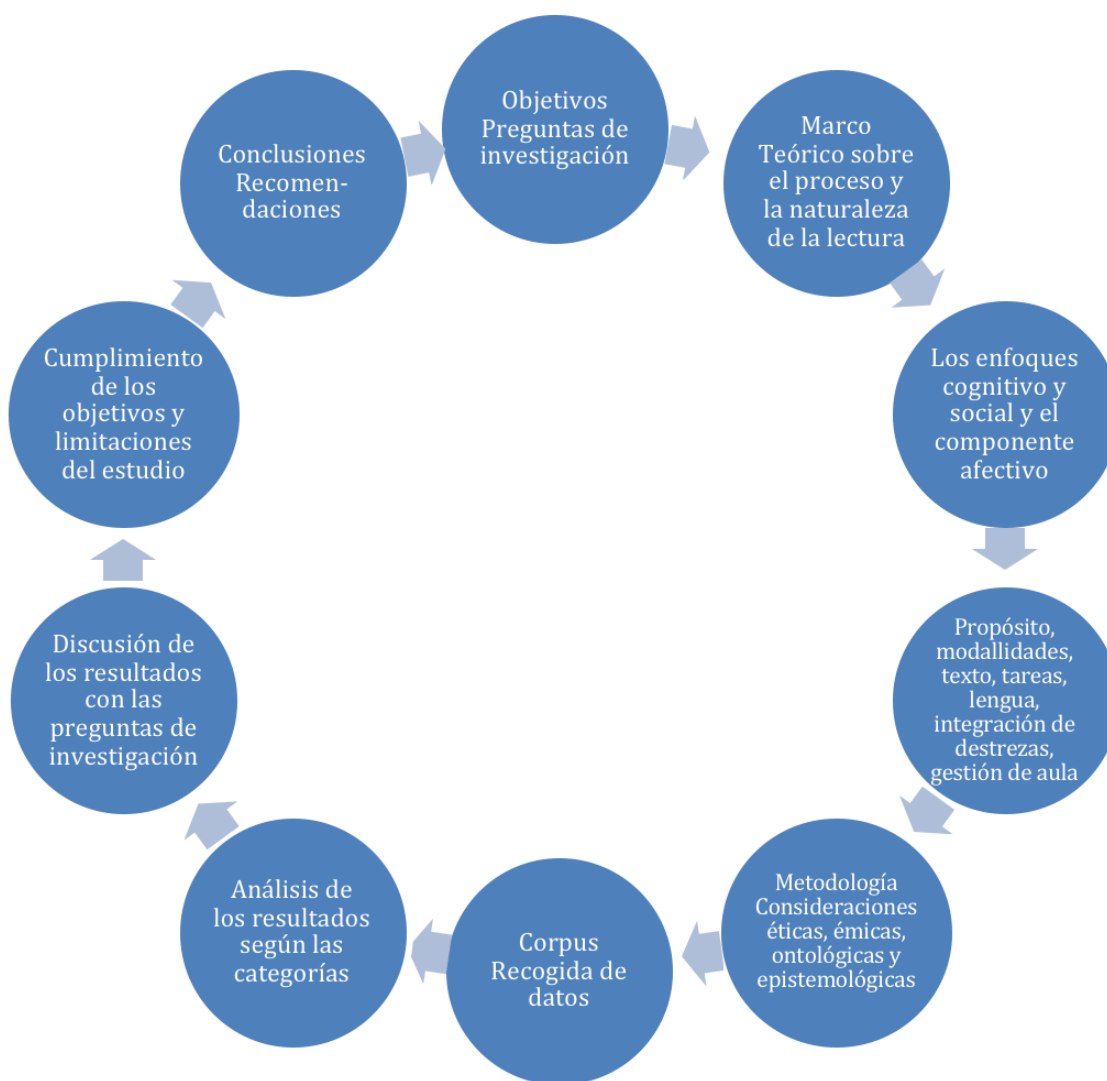 Objetivos
Preguntas de
investigación
Marco
Teórico sobre
el proceso y
la naturaleza
de la lectura
Los enfoques
cognitivo y
social y el
componente
afectivo
Propósito,
modallidades,
texto, tareas,
lengua,
integración de
destrezas,
gestión de aula
Metodología
Consideraciones
éticas, émicas,
ontológicas y
epistemológicas
Corpus
Recogida de
datos
Análisis de
los resultados
según las
categorías
Discusión de
los resultados
con las
preguntas de
investigación
Cumplimiento
de los
objetivos y
limitaciones
del estudio
Conclusiones
Recomen-
daciones